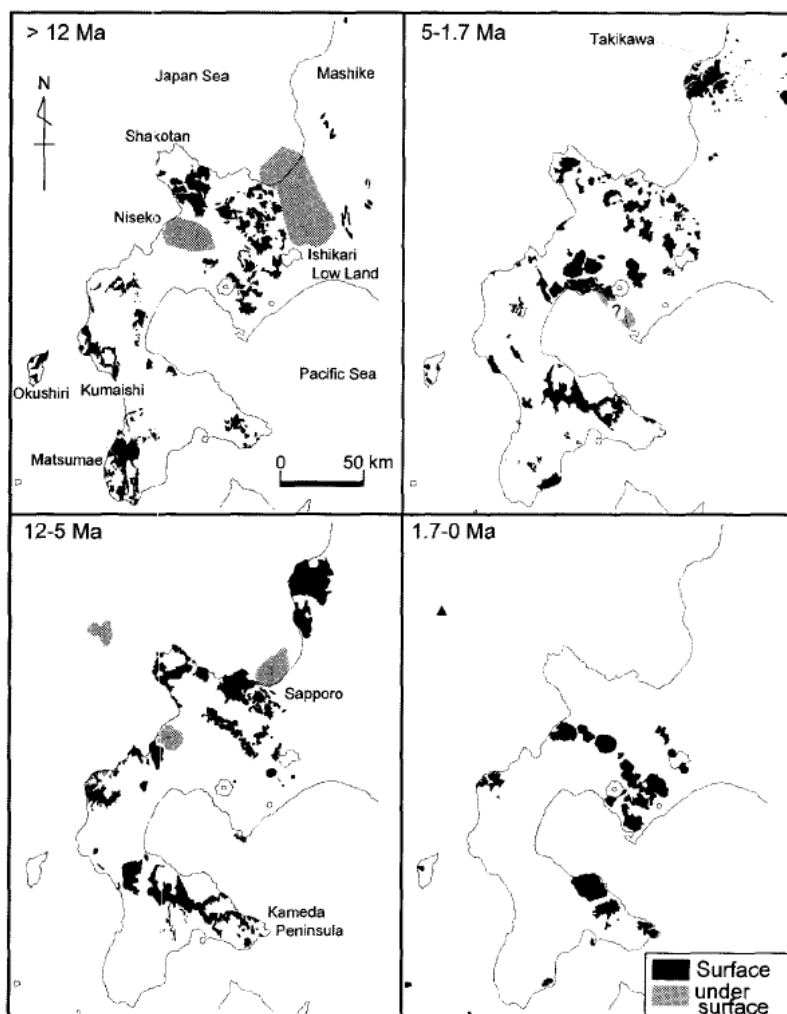 > 12 Ma
Japan Sea
Mashike
N
Shakotan
Niseko
Ishikari
Low Land
Okushiri
Kumaishi
Pacific Sea
Matsumae
0 50 km
5-1.7 Ma
Takikawa
?
12-5 Ma
Sapporo
Kameda
Peninsula
1.7-0 Ma
Surface
under
surface